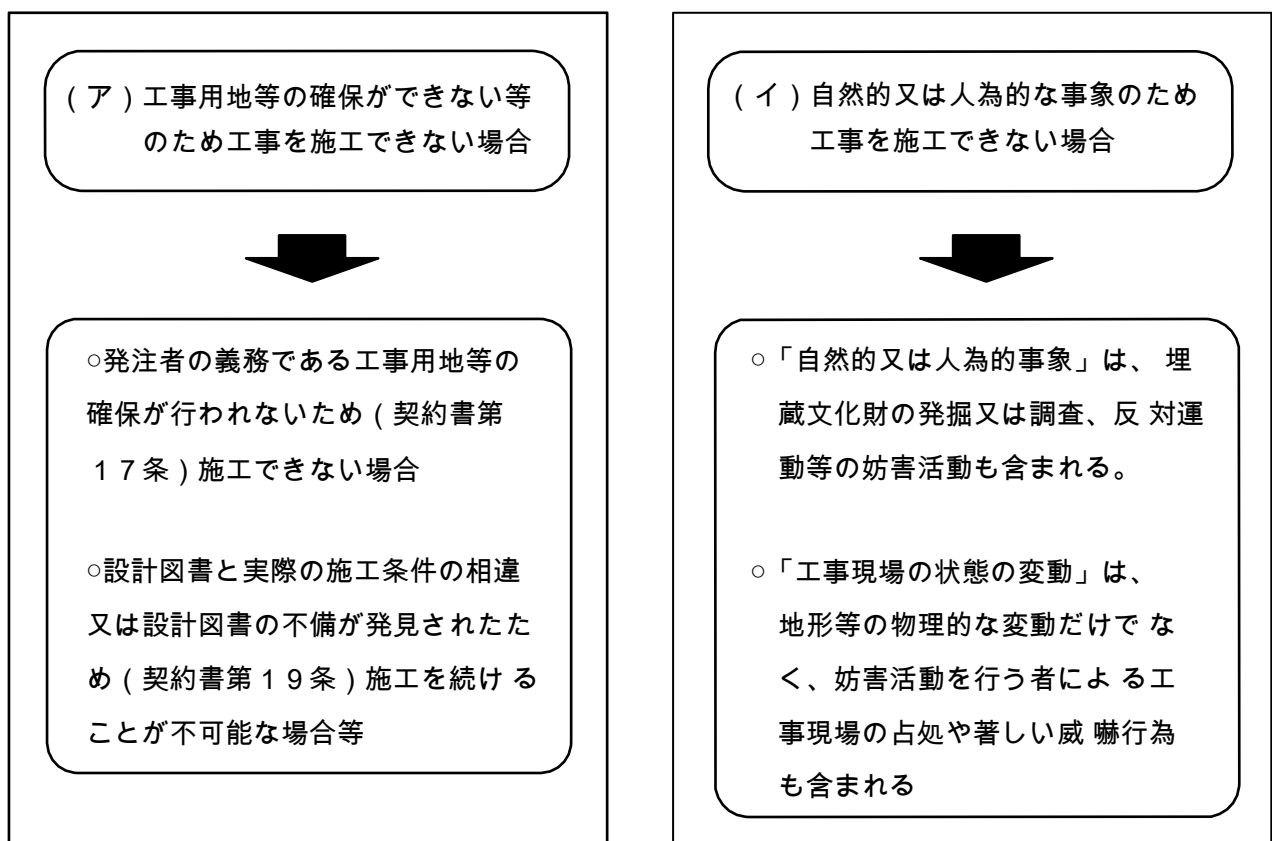 (ア)工事用地等の確保ができない等
のため工事を施工できない場合
○発注者の義務である工事用地等の
確保が行われないため(契約書第
17条)施工できない場合
○設計図書と実際の施工条件の相違
又は設計図書の不備が発見されたた
め(契約書第19条)施工を続け る
ことが不可能な場合等
(イ)自然的又は人為的な事象のため
工事を施工できない場合
○「自然的又は人為的事象」は、 埋
蔵文化財の発掘又は調査、反 対運
動等の妨害活動も含まれる。
○「工事現場の状態の変動」は、
地形等の物理的な変動だけで な
く、妨害活動を行う者によ る工
事現場の占処や著しい威 嚇行為
も含まれる